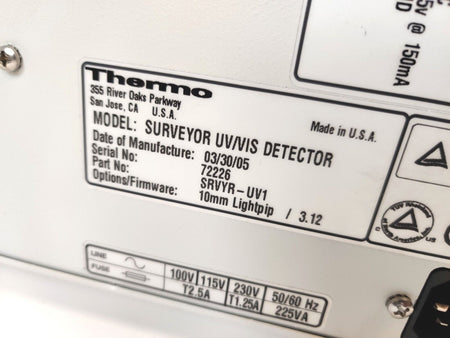 Thermo
355 River Oaks Parkway
San Jose, CA U.S.A.
Made in U.S.A.
MODEL: SURVEYOR UV/VIS DETECTOR
Date of Manufacture: 03/30/05
Serial No: 72226
Part No: SRVYR-UV1
Options/Firmware: 10mm Lightpip / 3.12
LINE 100V 115V 230V 50/60 Hz
FUSE T2.5A T1.25A 225VA
C
5v @ 150mA
D